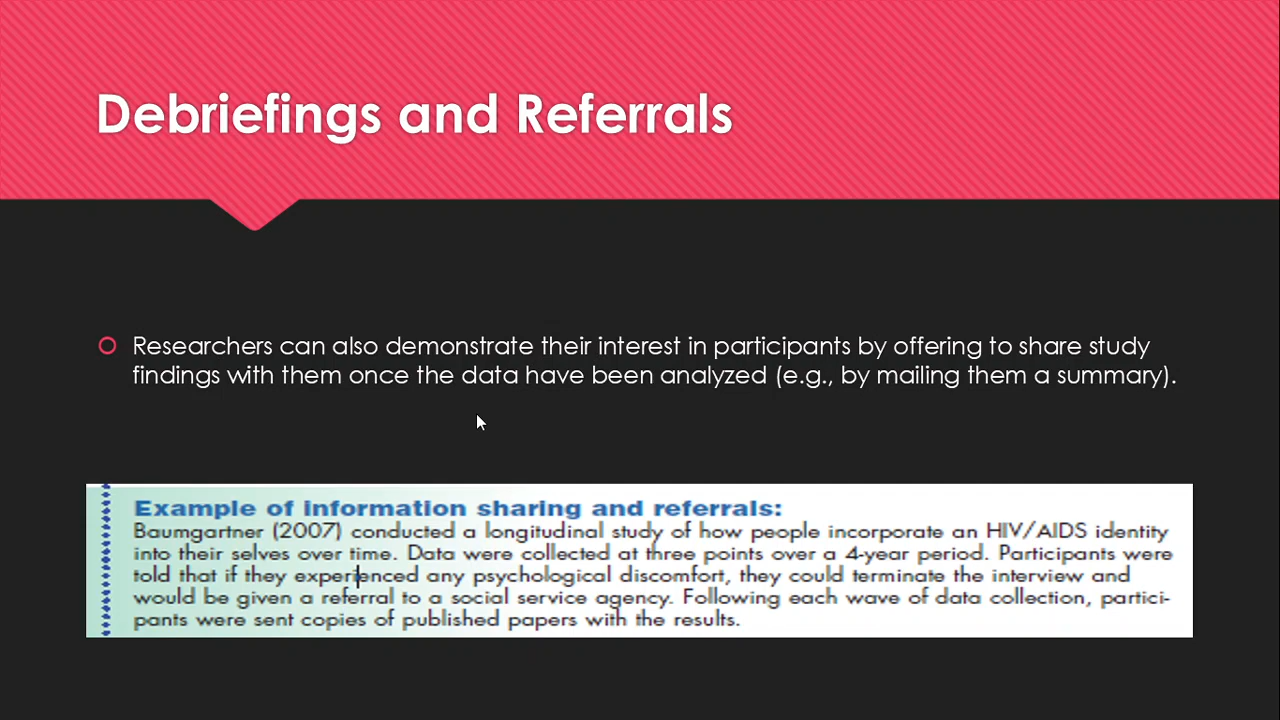 Debriefings and Referrals
Researchers can also demonstrate their interest in participants by offering to share study
findings with them once the data have been analyzed (e.g., by mailing them a summary).
Example of information sharing and referrals:
Baumgartner (2007) conducted a longitudinal study of how people incorporate an HIV/AIDS identity
into their selves over time. Data were collected at three points over a 4-year period. Participants were
told that if they experienced any psychological discomfort, they could terminate the interview and
would be given a referral to a social service agency. Following each wave of data collection, partici-
pants were sent copies of published papers with the results.